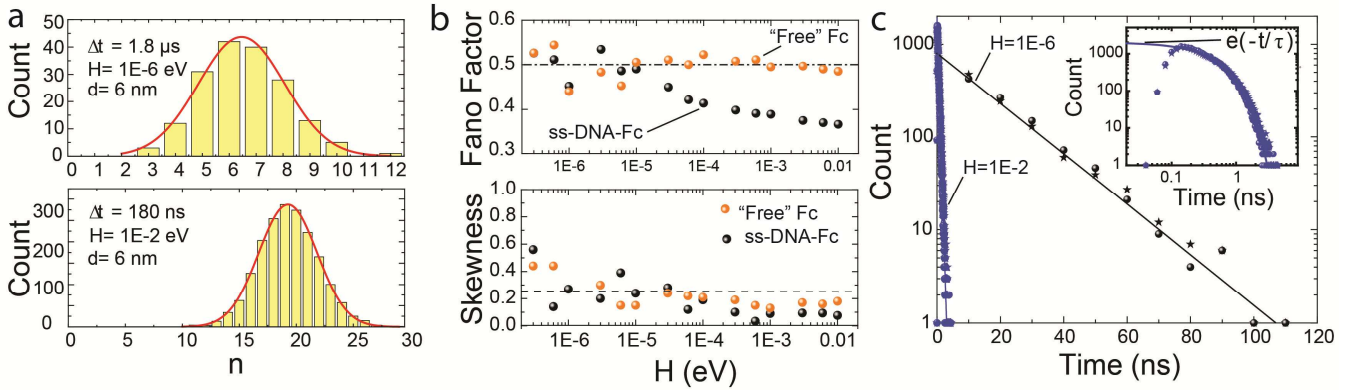 a
Count
50
40
30
20
10
0
Δt = 1.8 µs
H= 1E-6 eV
d= 6 nm
0 1 2 3 4 5 6 7 8 9 10 11 12
Count
300
200
100
0
Δt = 180 ns
H= 1E-2 eV
d= 6 nm
0 5 10 15 20 25 30
n
b
Fano Factor
0.6
0.5
0.4
0.3
“Free” Fc
ss-DNA-Fc
1E-6 1E-5 1E-4 1E-3 0.01
Skewness
1.0
0.8
0.6
0.4
0.2
0.0
“Free” Fc
ss-DNA-Fc
1E-6 1E-5 1E-4 1E-3 0.01
H (eV)
c
Count
1000
100
10
1
H=1E-6
H=1E-2
0 20 40 60 80 100 120
Time (ns)
e(-t/τ)
Count
1000
100
10
1
0.1 1 10
Time (ns)